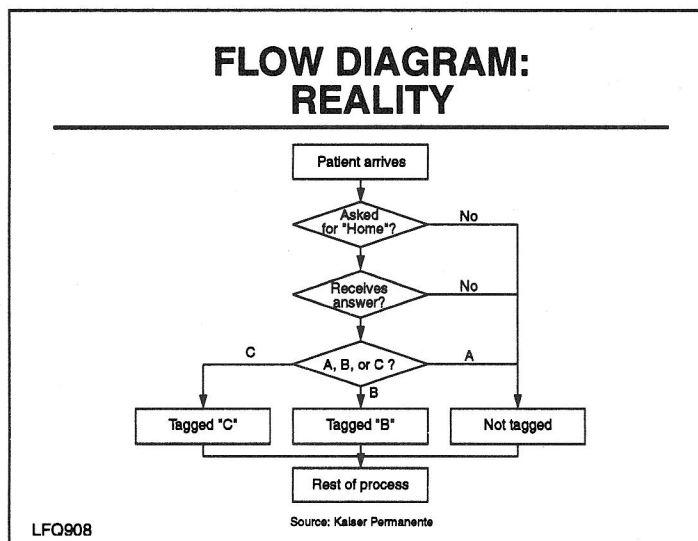 FLOW DIAGRAM:
REALITY
Patient arrives
Asked
for "Home"?
No
Receives
answer?
No
C
A, B, or C ?
A
B
Tagged "C"
Tagged "B"
Not tagged
Rest of process
Source: Kaiser Permanente
LFQ908